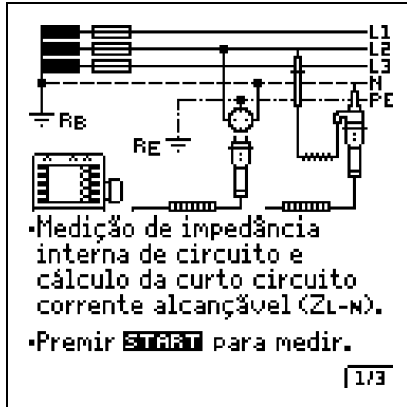 L1
L2
L3
N
PE
RB
RE
•Medição de impedância
interna de circuito e
cálculo da curto circuito
corrente alcançãvel (ZL-N).
•Premir START para medir.
1/3